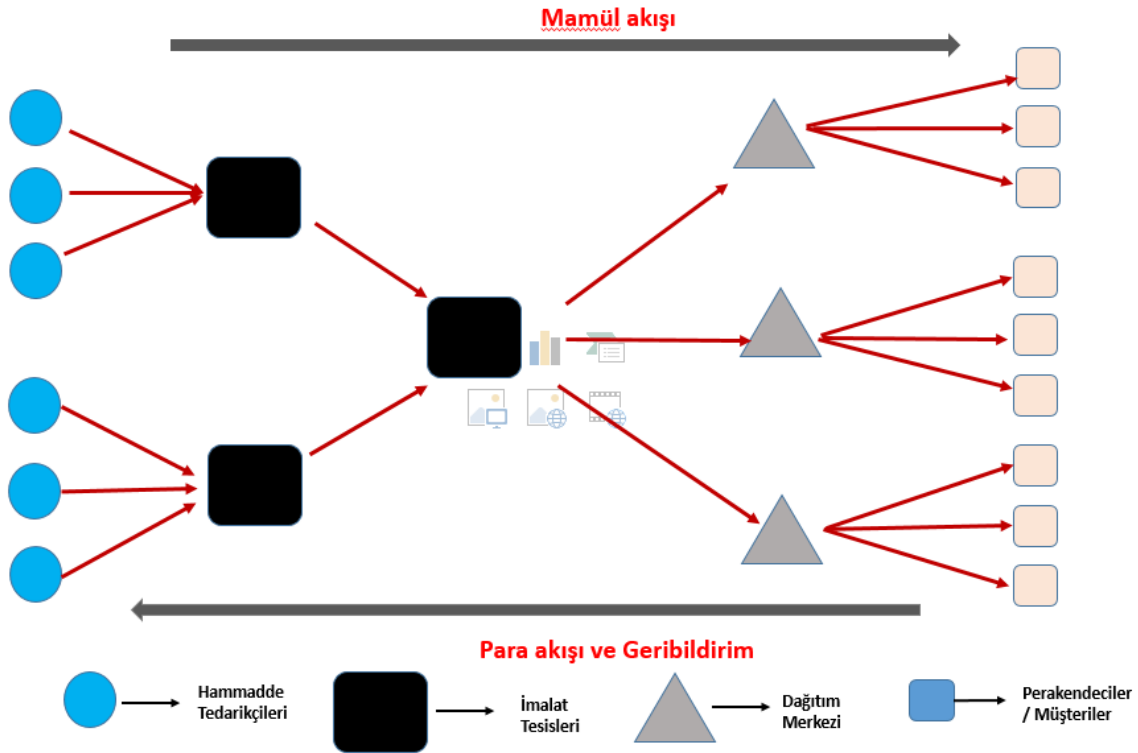 Mamül akışı
Para akışı ve Geribildirim
Hammadde
Tedarikçileri
İmalat
Tesisleri
Dağıtım
Merkezi
Perakendeciler
/ Müşteriler